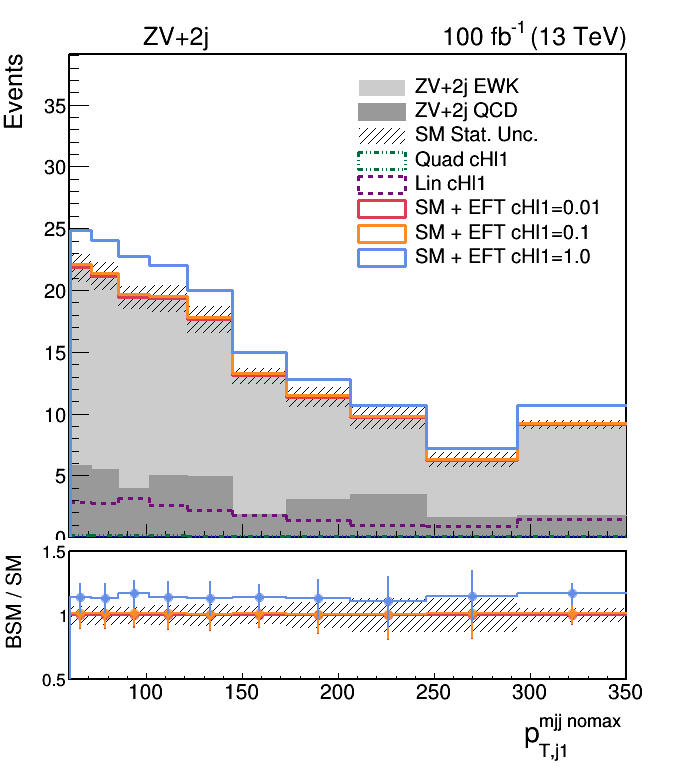 ZV+2j 100 fb-1 (13 TeV)
Events
ZV+2j EWK
ZV+2j QCD
SM Stat. Unc.
Quad cHl1
Lin cHl1
SM + EFT cHl1=0.01
SM + EFT cHl1=0.1
SM + EFT cHl1=1.0
35
30
25
20
15
10
5
0
BSM / SM
1.5
1
0.5
100 150 200 250 300 350
p T,j1 mjj nomax